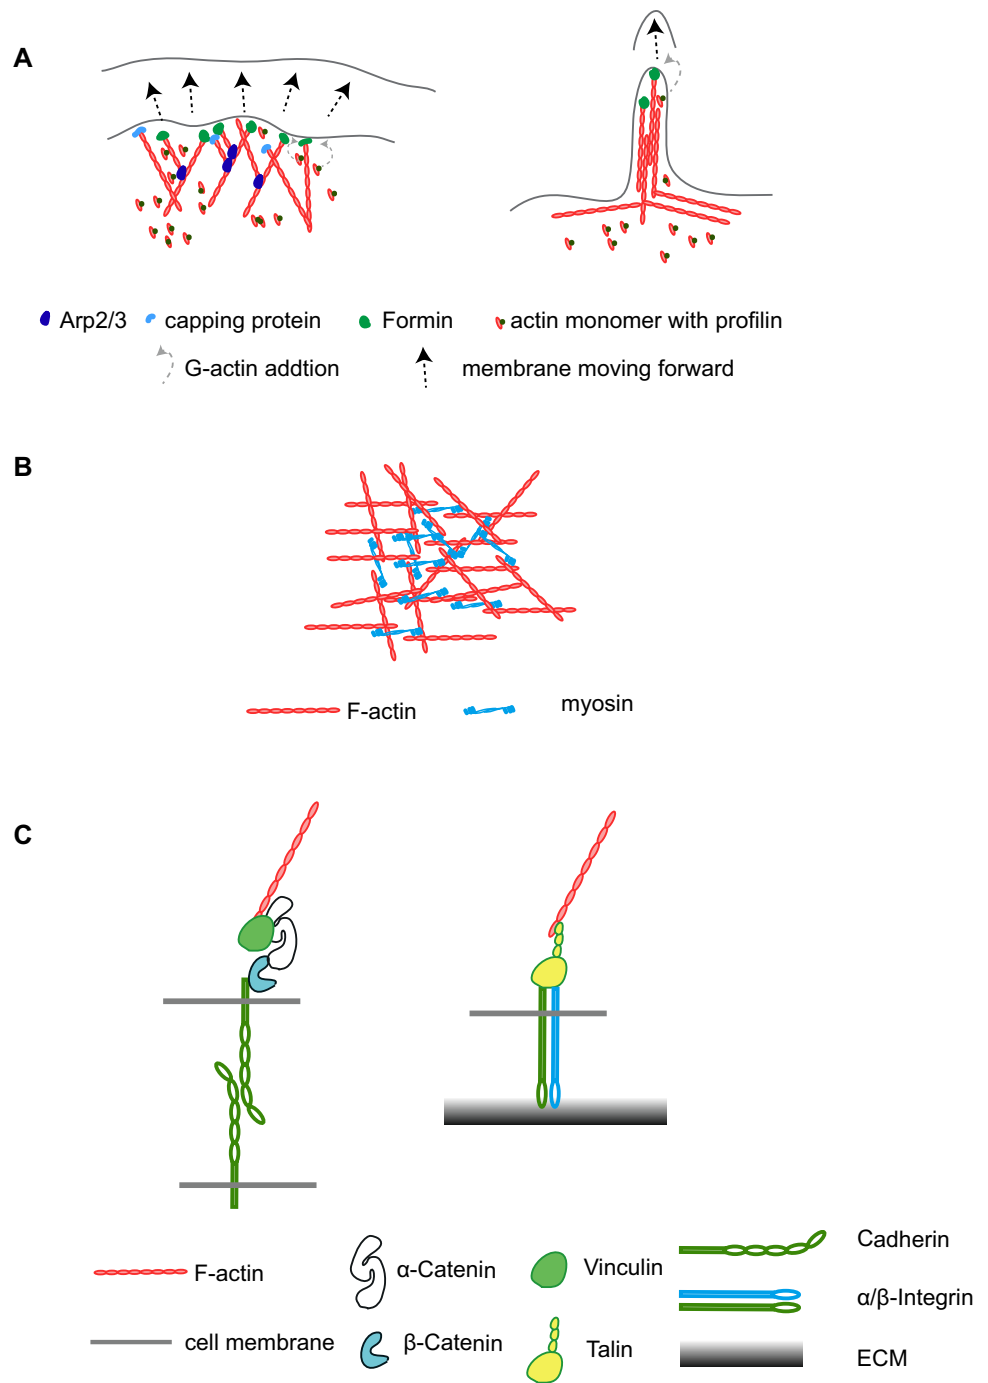 A
Arp2/3 capping protein Formin actin monomer with profilin
G-actin addtion membrane moving forward
B
F-actin myosin
C
Cadherin
F-actin α-Catenin Vinculin
α/β-Integrin
cell membrane β-Catenin Talin
ECM